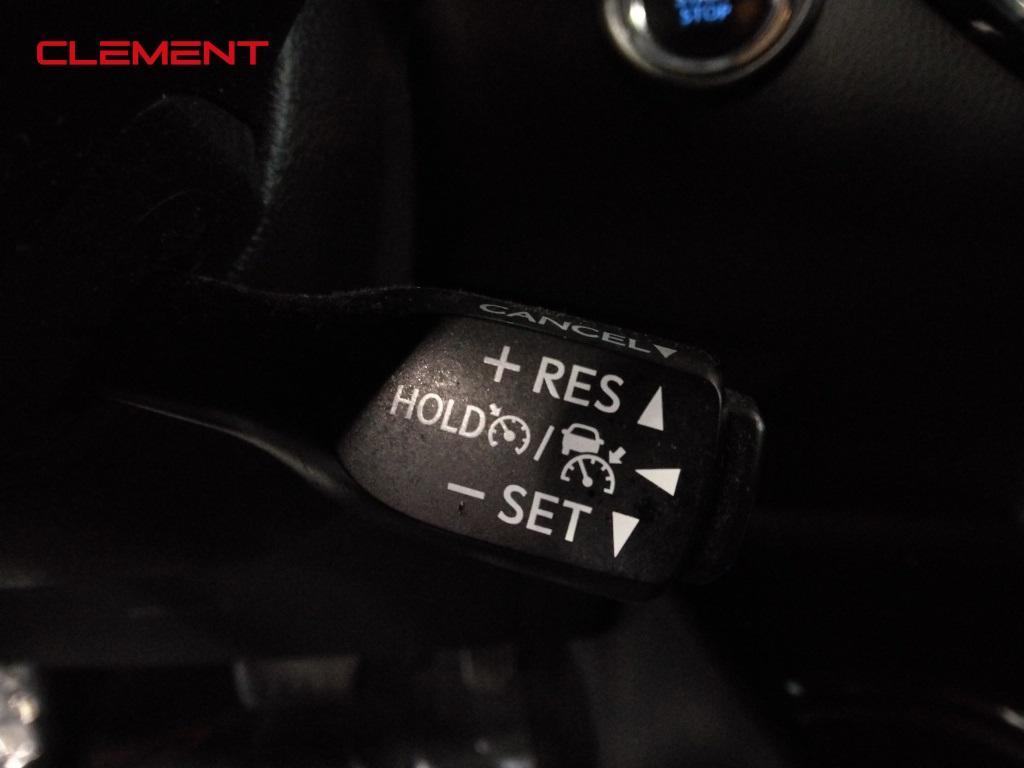 CLEMENT
STOP
CANCEL
+ RES
HOLD /
- SET